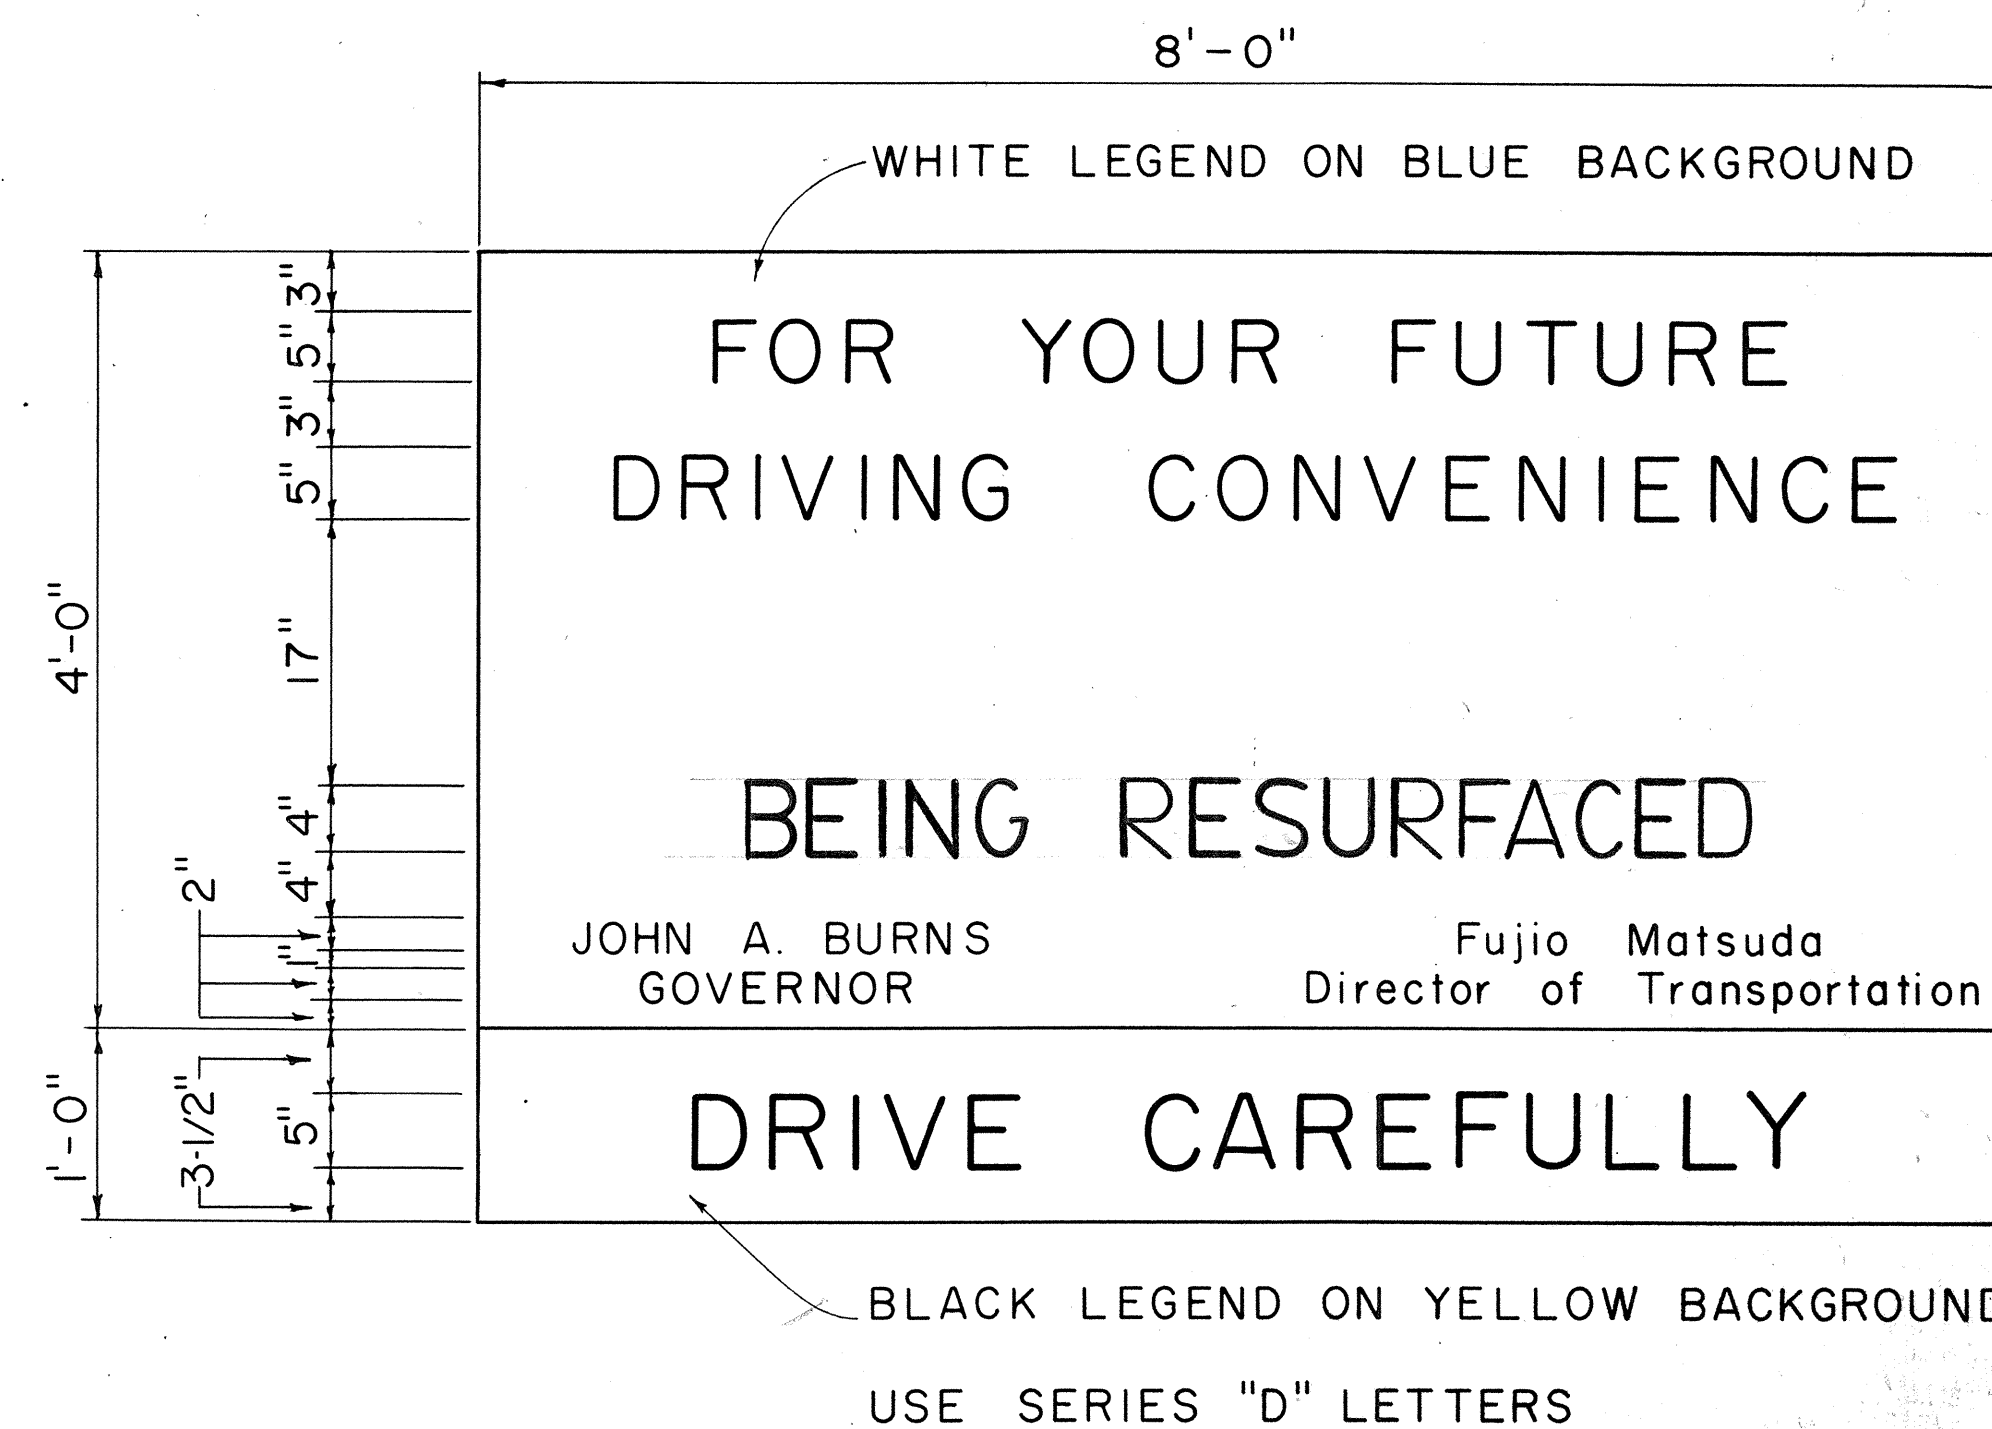 8'-0"
WHITE LEGEND ON BLUE BACKGROUND
3"
5"
3"
5"
17"
4"
4"
2"
1"
4'-0"
FOR YOUR FUTURE
DRIVING CONVENIENCE
BEING RESURFACED
JOHN A. BURNS
GOVERNOR
Fujio Matsuda
Director of Transportation
1'-0"
3-1/2"
5"
DRIVE CAREFULLY
BLACK LEGEND ON YELLOW BACKGROUND
USE SERIES "D" LETTERS